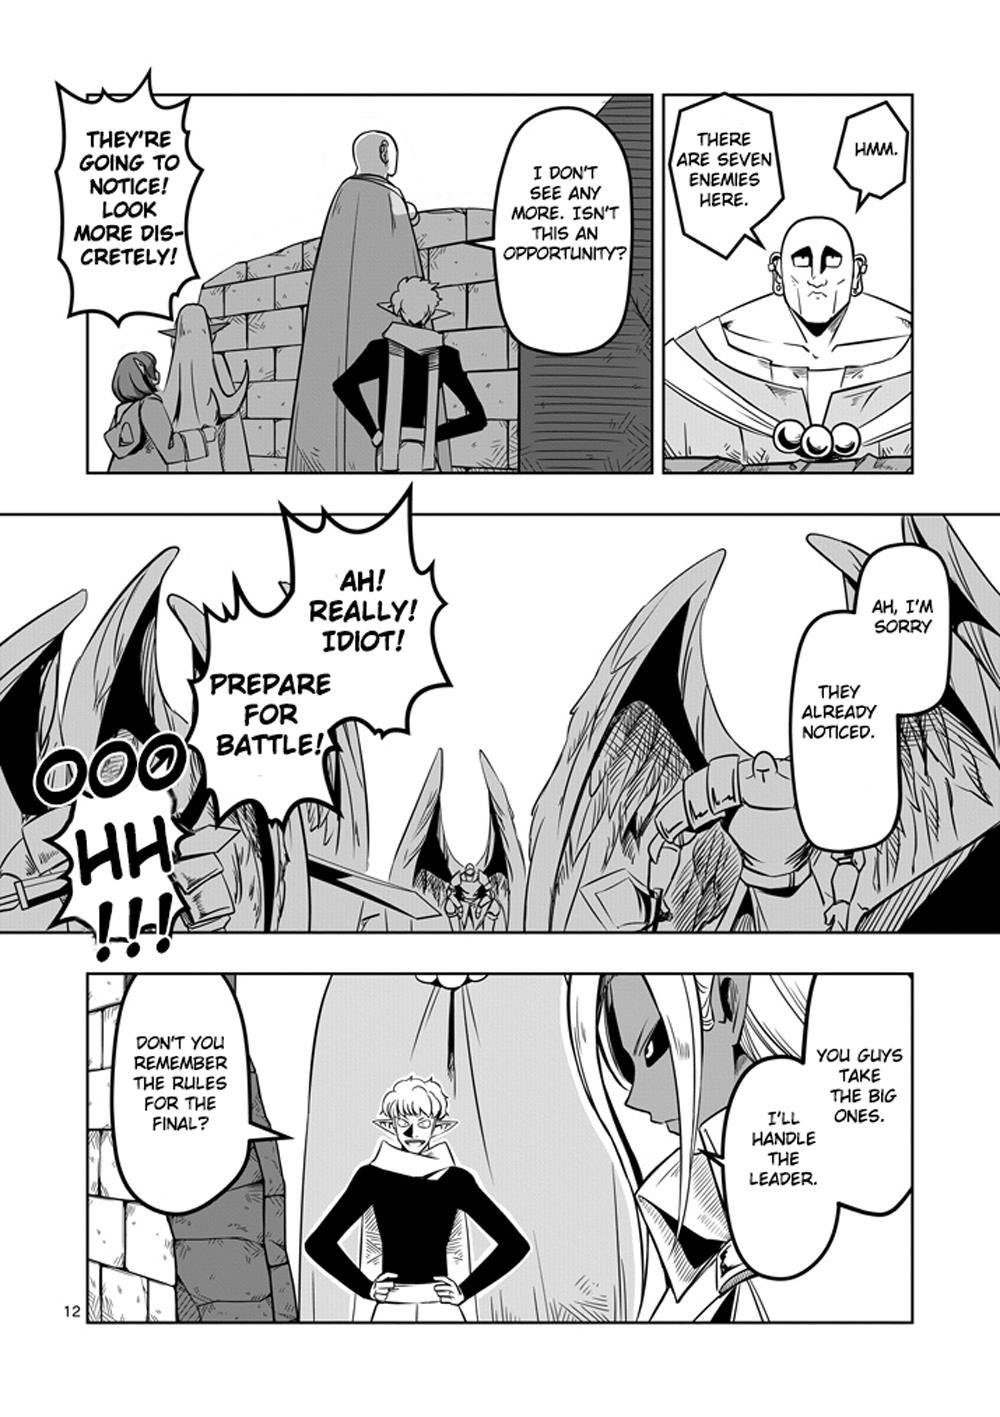 HMM.
THERE
ARE SEVEN
ENEMIES
HERE.
I DON'T
SEE ANY
MORE. ISN'T
THIS AN
OPPORTUNITY?
THEY'RE
GOING TO
NOTICE!
LOOK
MORE DIS-
CRETELY!
AH, I'M
SORRY
THEY
ALREADY
NOTICED.
AH!
REALLY!
IDIOT!
PREPARE
FOR
BATTLE!
OOO
HH
!!!
YOU GUYS
TAKE
THE BIG
ONES.
I'LL
HANDLE
THE
LEADER.
DON'T YOU
REMEMBER
THE RULES
FOR THE
FINAL?
12